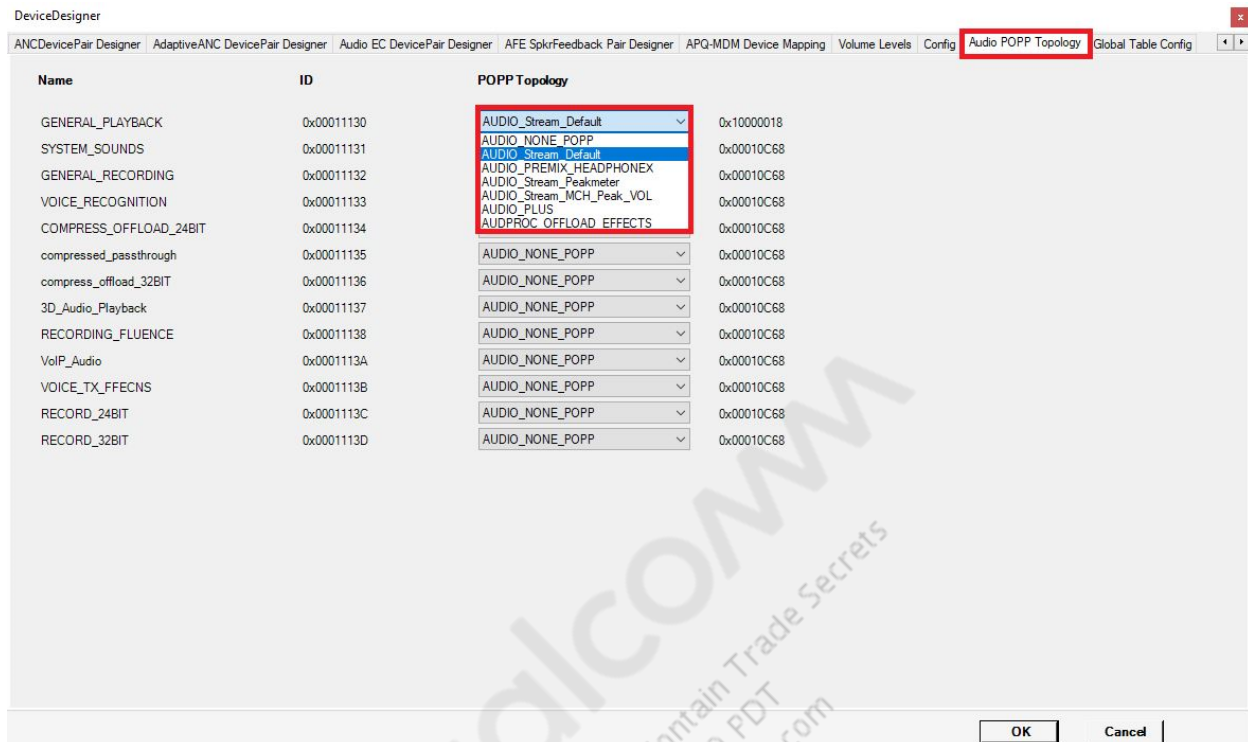 DeviceDesigner
x
ANCDevicePair Designer AdaptiveANC DevicePair Designer Audio EC DevicePair Designer AFE SpkrFeedback Pair Designer APQ-MDM Device Mapping Volume Levels Config Audio POPP Topology Global Table Config
Name ID POPP Topology
GENERAL_PLAYBACK 0x00011130 AUDIO_Stream_Default 0x10000018
AUDIO_NONE_POPP
SYSTEM_SOUNDS 0x00011131 AUDIO_Stream_Default 0x00010C68
AUDIO_PREMIX_HEADPHONEX
GENERAL_RECORDING 0x00011132 AUDIO_Stream_Peakmeter 0x00010C68
AUDIO_Stream_MCH_Peak_VOL
VOICE_RECOGNITION 0x00011133 AUDIO_PLUS 0x00010C68
AUDPROC_OFFLOAD_EFFECTS
COMPRESS_OFFLOAD_24BIT 0x00011134 0x00010C68
compressed_passthrough 0x00011135 AUDIO_NONE_POPP 0x00010C68
compress_offload_32BIT 0x00011136 AUDIO_NONE_POPP 0x00010C68
3D_Audio_Playback 0x00011137 AUDIO_NONE_POPP 0x00010C68
RECORDING_FLUENCE 0x00011138 AUDIO_NONE_POPP 0x00010C68
VoIP_Audio 0x0001113A AUDIO_NONE_POPP 0x00010C68
VOICE_TX_FFECNS 0x0001113B AUDIO_NONE_POPP 0x00010C68
RECORD_24BIT 0x0001113C AUDIO_NONE_POPP 0x00010C68
RECORD_32BIT 0x0001113D AUDIO_NONE_POPP 0x00010C68
alcomm
Trade Secrets
PDT
OK Cancel